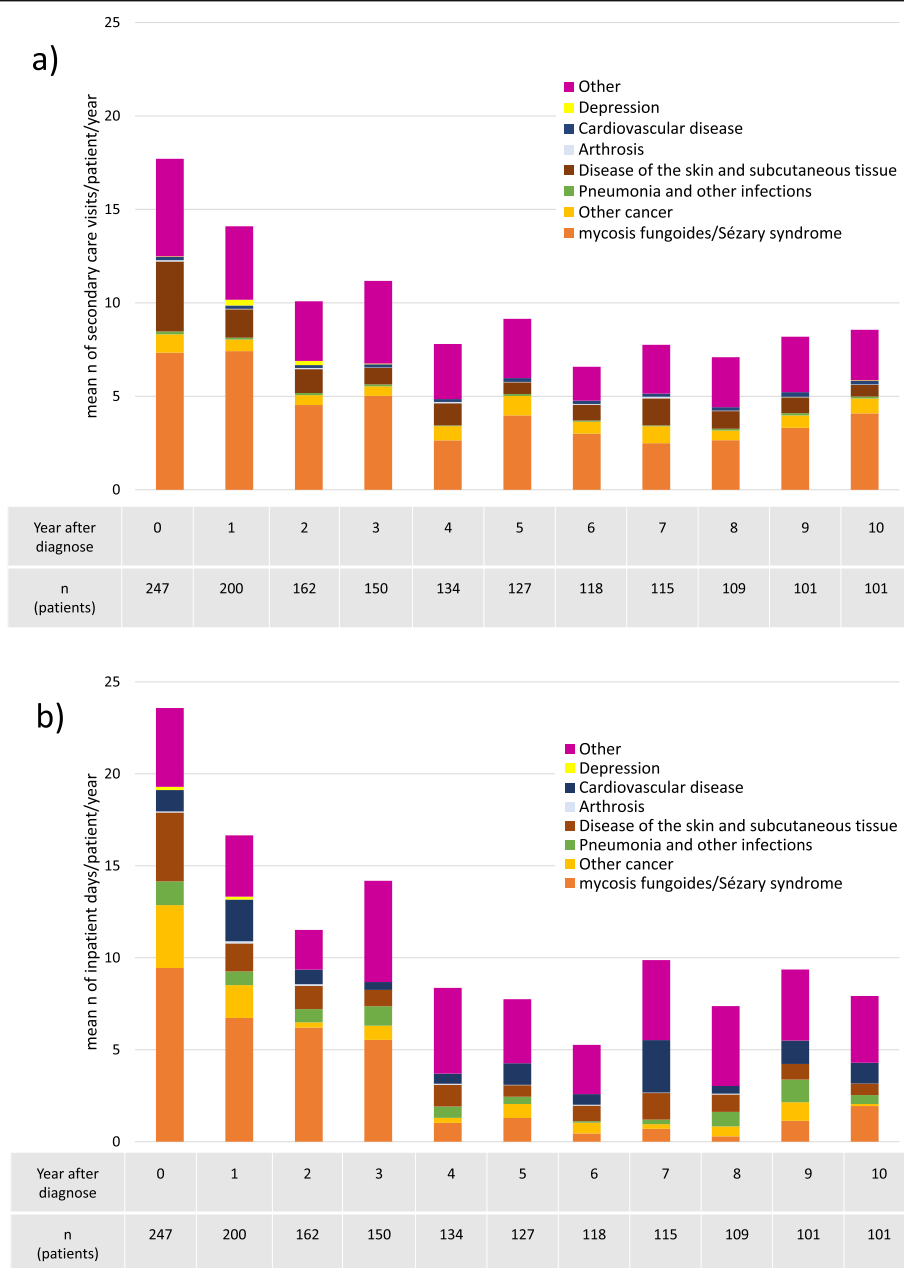 a)
mean n of secondary care visits/patient/year
25
20
15
10
5
0
Other
Depression
Cardiovascular disease
Arthrosis
Disease of the skin and subcutaneous tissue
Pneumonia and other infections
Other cancer
mycosis fungoides/Sézary syndrome
Year after
diagnose
0 1 2 3 4 5 6 7 8 9 10
n
(patients)
247 200 162 150 134 127 118 115 109 101 101
b)
mean n of inpatient days/patient/year
25
20
15
10
5
0
Other
Depression
Cardiovascular disease
Arthrosis
Disease of the skin and subcutaneous tissue
Pneumonia and other infections
Other cancer
mycosis fungoides/Sézary syndrome
Year after
diagnose
0 1 2 3 4 5 6 7 8 9 10
n
(patients)
247 200 162 150 134 127 118 115 109 101 101